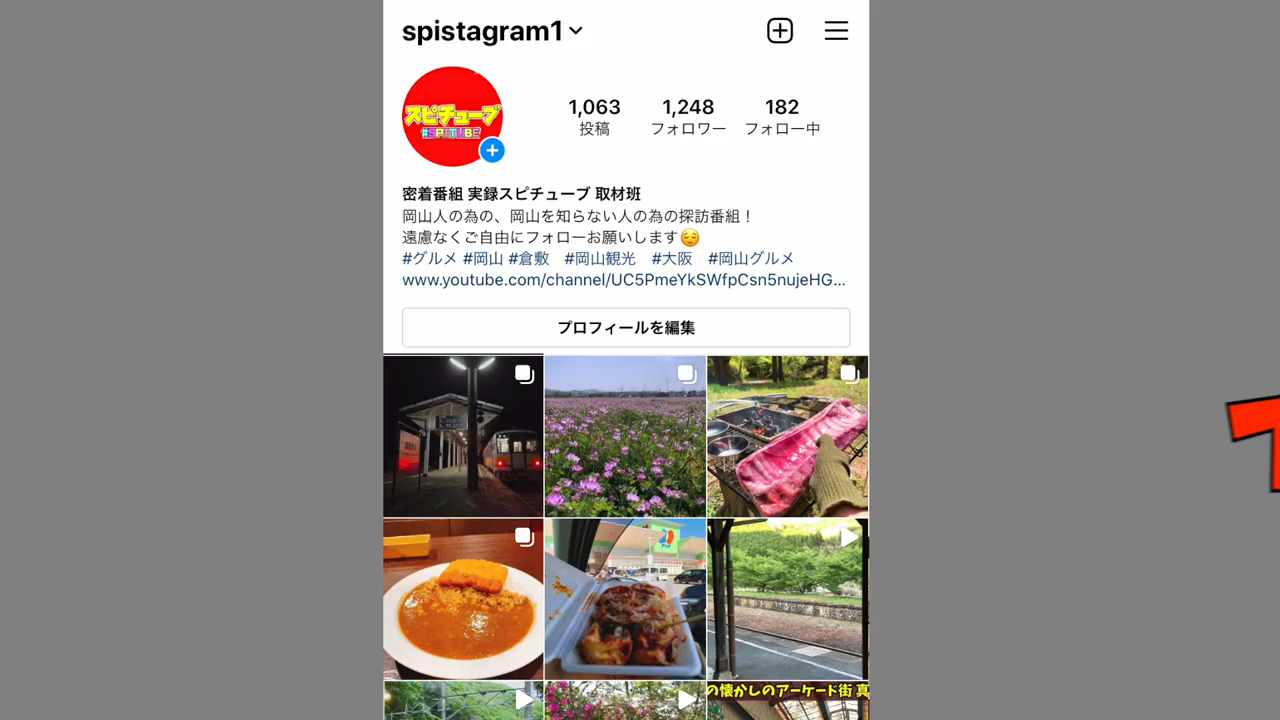 spistagram1
スピチューブ
#SPITUBE
1,063
投稿
1,248
フォロワー
182
フォロー中
密着番組 実録スピチューブ 取材班
岡山人の為の、岡山を知らない人の為の探訪番組！
遠慮なくご自由にフォローお願いします😌
#グルメ #岡山 #倉敷　#岡山観光　#大阪　#岡山グルメ
www.youtube.com/channel/UC5PmeYkSWfpCsn5nujeHG...
プロフィールを編集
の懐かしのアーケード街 真